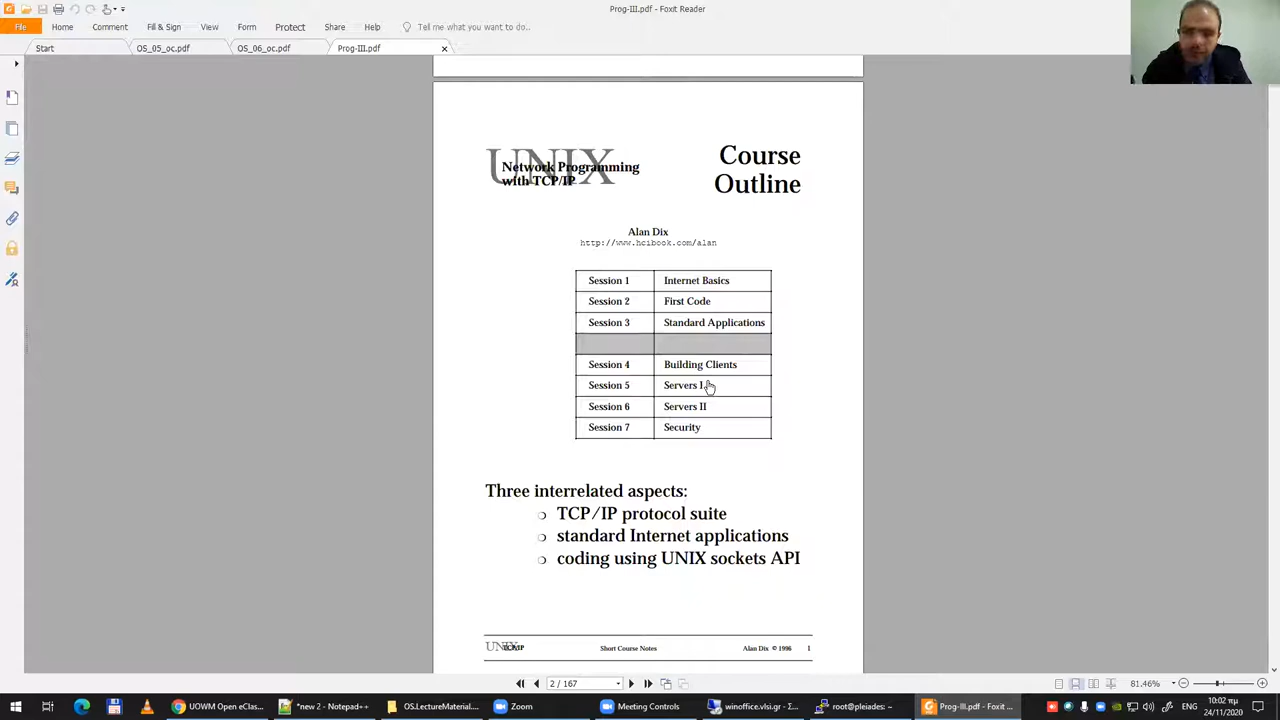 Prog-III.pdf - Foxit Reader
File Home Comment Fill & Sign View Form Protect Share Help Tell me what you want to do..
Start OS_05_oc.pdf OS_06_oc.pdf Prog-III.pdf
UNIX
Network Programming
with TCP/IP
Course
Outline
Alan Dix
http://www.hcibook.com/alan
Session 1 Internet Basics
Session 2 First Code
Session 3 Standard Applications
Session 4 Building Clients
Session 5 Servers I
Session 6 Servers II
Session 7 Security
Three interrelated aspects:
❍ TCP/IP protocol suite
❍ standard Internet applications
❍ coding using UNIX sockets API
UNIX TCP/IP Short Course Notes Alan Dix © 1996 1
2 / 167 81.46%
UOWM Open eClas... *new 2 - Notepad++ OS.LectureMaterial... Zoom Meeting Controls winoffice.vlsi.gr - Σ... root@pleiades: ~ Prog-III.pdf - Foxit R... ENG 10:02 πμ
24/11/2020